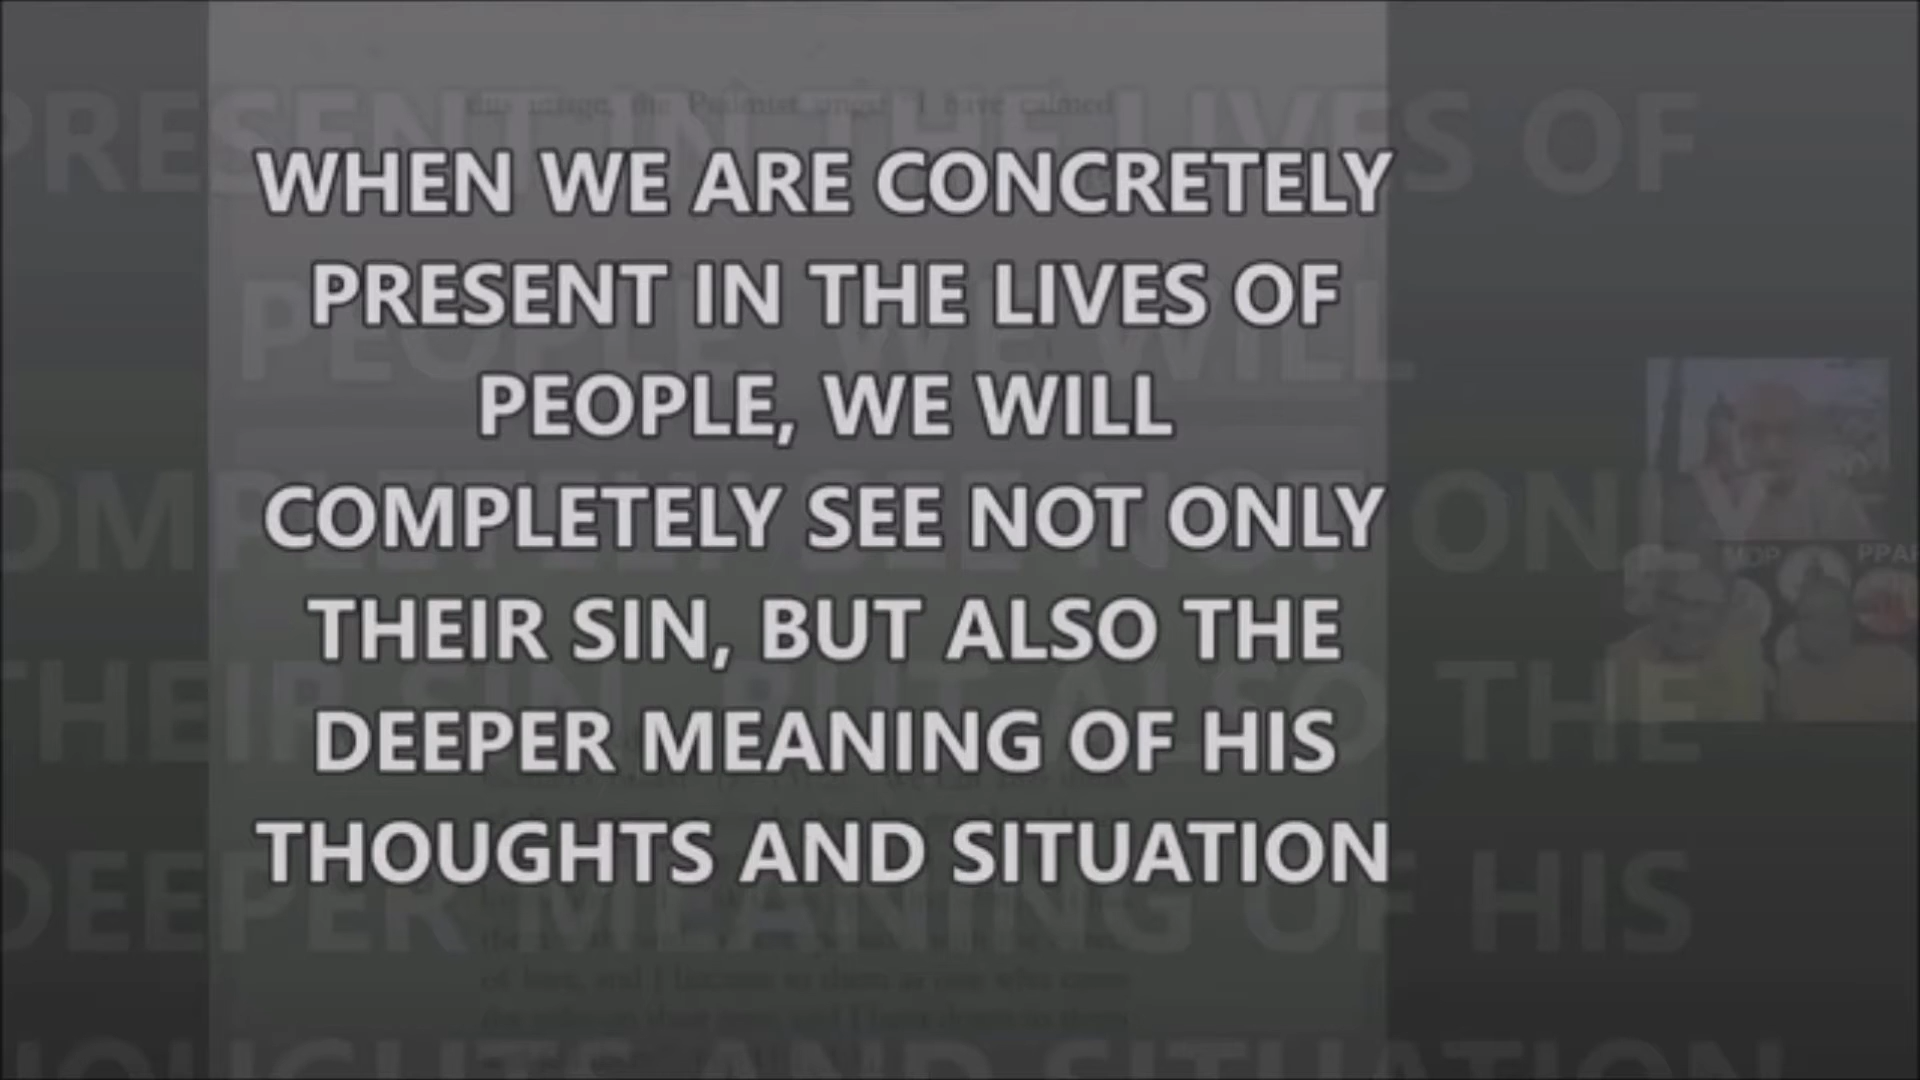 WHEN WE ARE CONCRETELY
PRESENT IN THE LIVES OF
PEOPLE, WE WILL
COMPLETELY SEE NOT ONLY
THEIR SIN, BUT ALSO THE
DEEPER MEANING OF HIS
THOUGHTS AND SITUATION